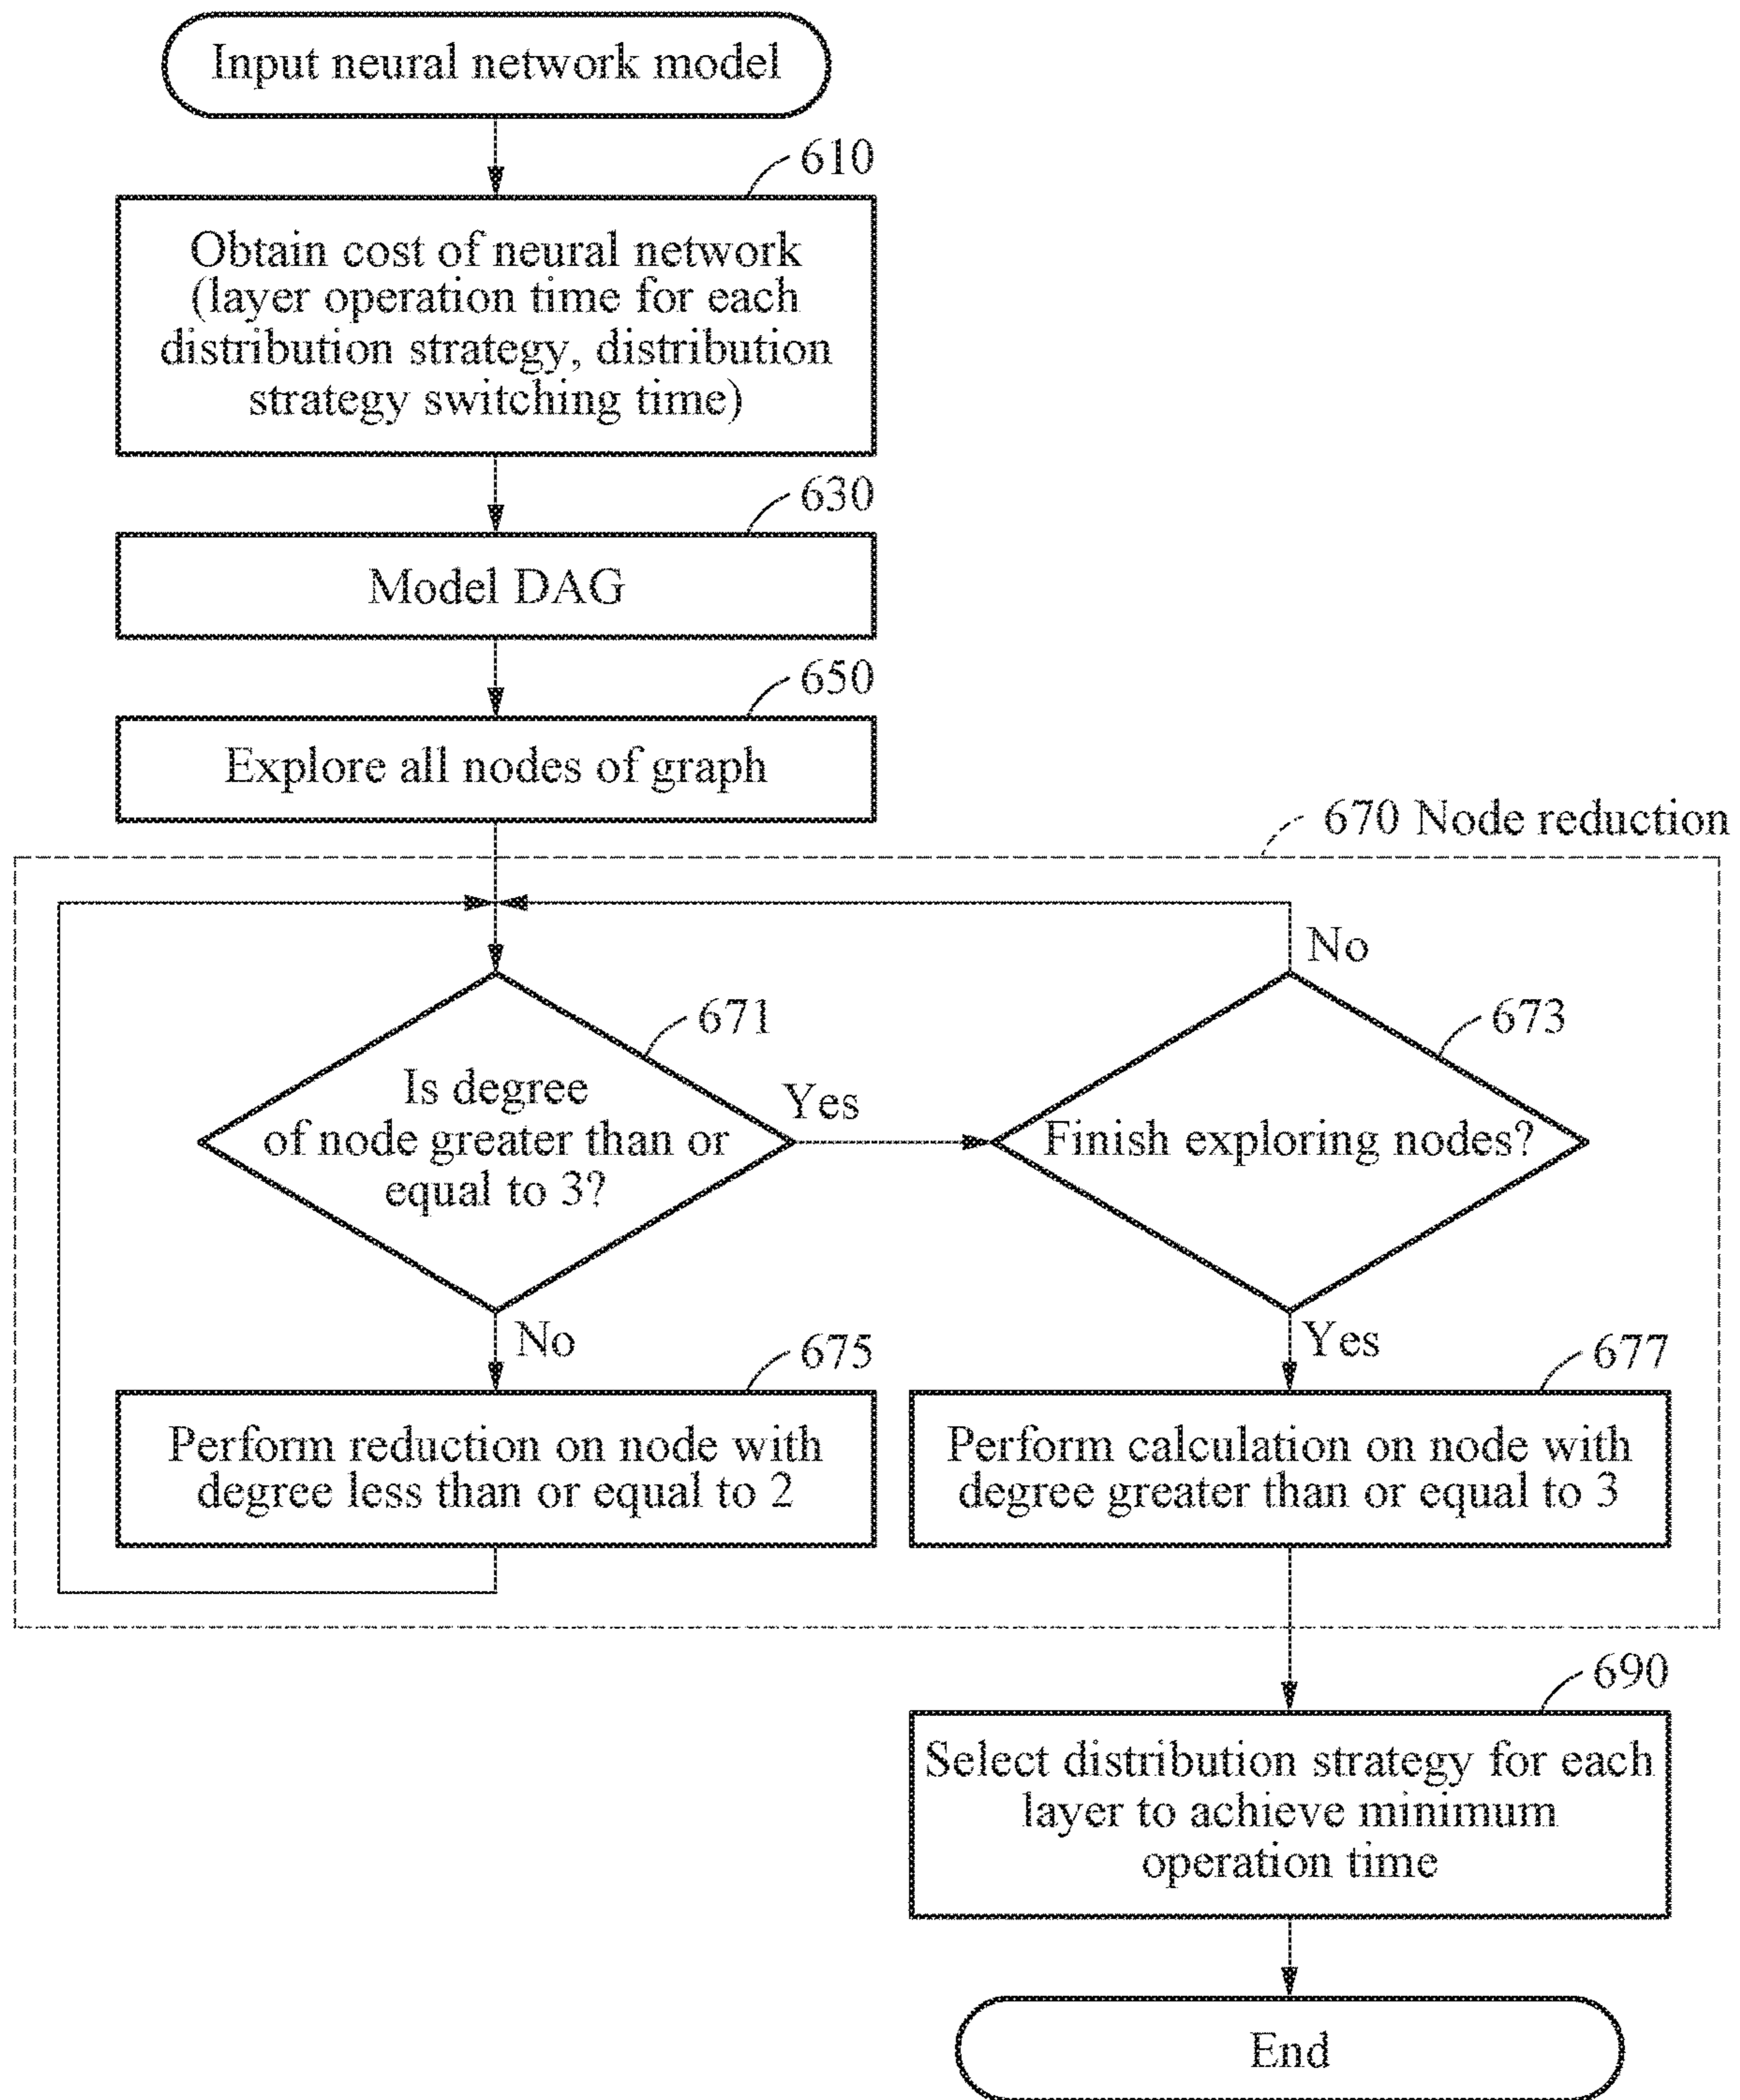 Input neural network model
610
Obtain cost of neural network
(layer operation time for each
distribution strategy, distribution
strategy switching time)
630
Model DAG
650
Explore all nodes of graph
670 Node reduction
No
671
673
Is degree
of node greater than or
equal to 3?
Yes
Finish exploring nodes?
No
Yes
675
677
Perform reduction on node with
degree less than or equal to 2
Perform calculation on node with
degree greater than or equal to 3
690
Select distribution strategy for each
layer to achieve minimum
operation time
End